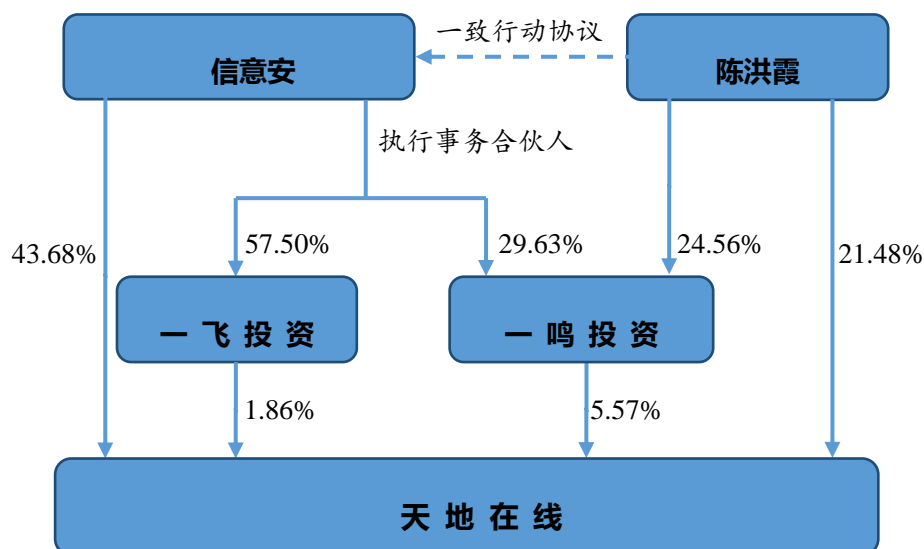 一致行动协议
信意安
陈洪霞
执行事务合伙人
43.68%
57.50%
29.63%
24.56%
21.48%
一飞投资
一鸣投资
1.86%
5.57%
天地在线